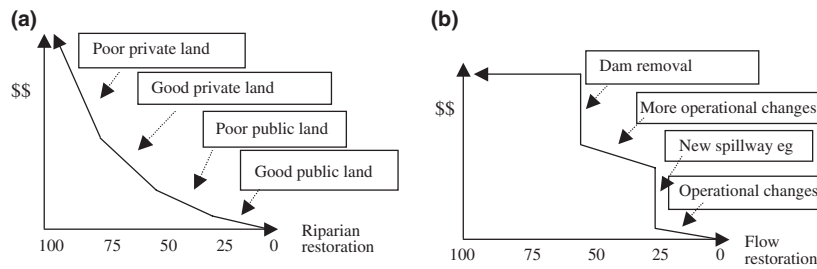 (a)
Poor private land
$$
Good private land
Poor public land
Good public land
100 75 50 25 0
Riparian
restoration
(b)
Dam removal
$$
More operational changes
New spillway eg
Operational changes
100 75 50 25 0
Flow
restoration